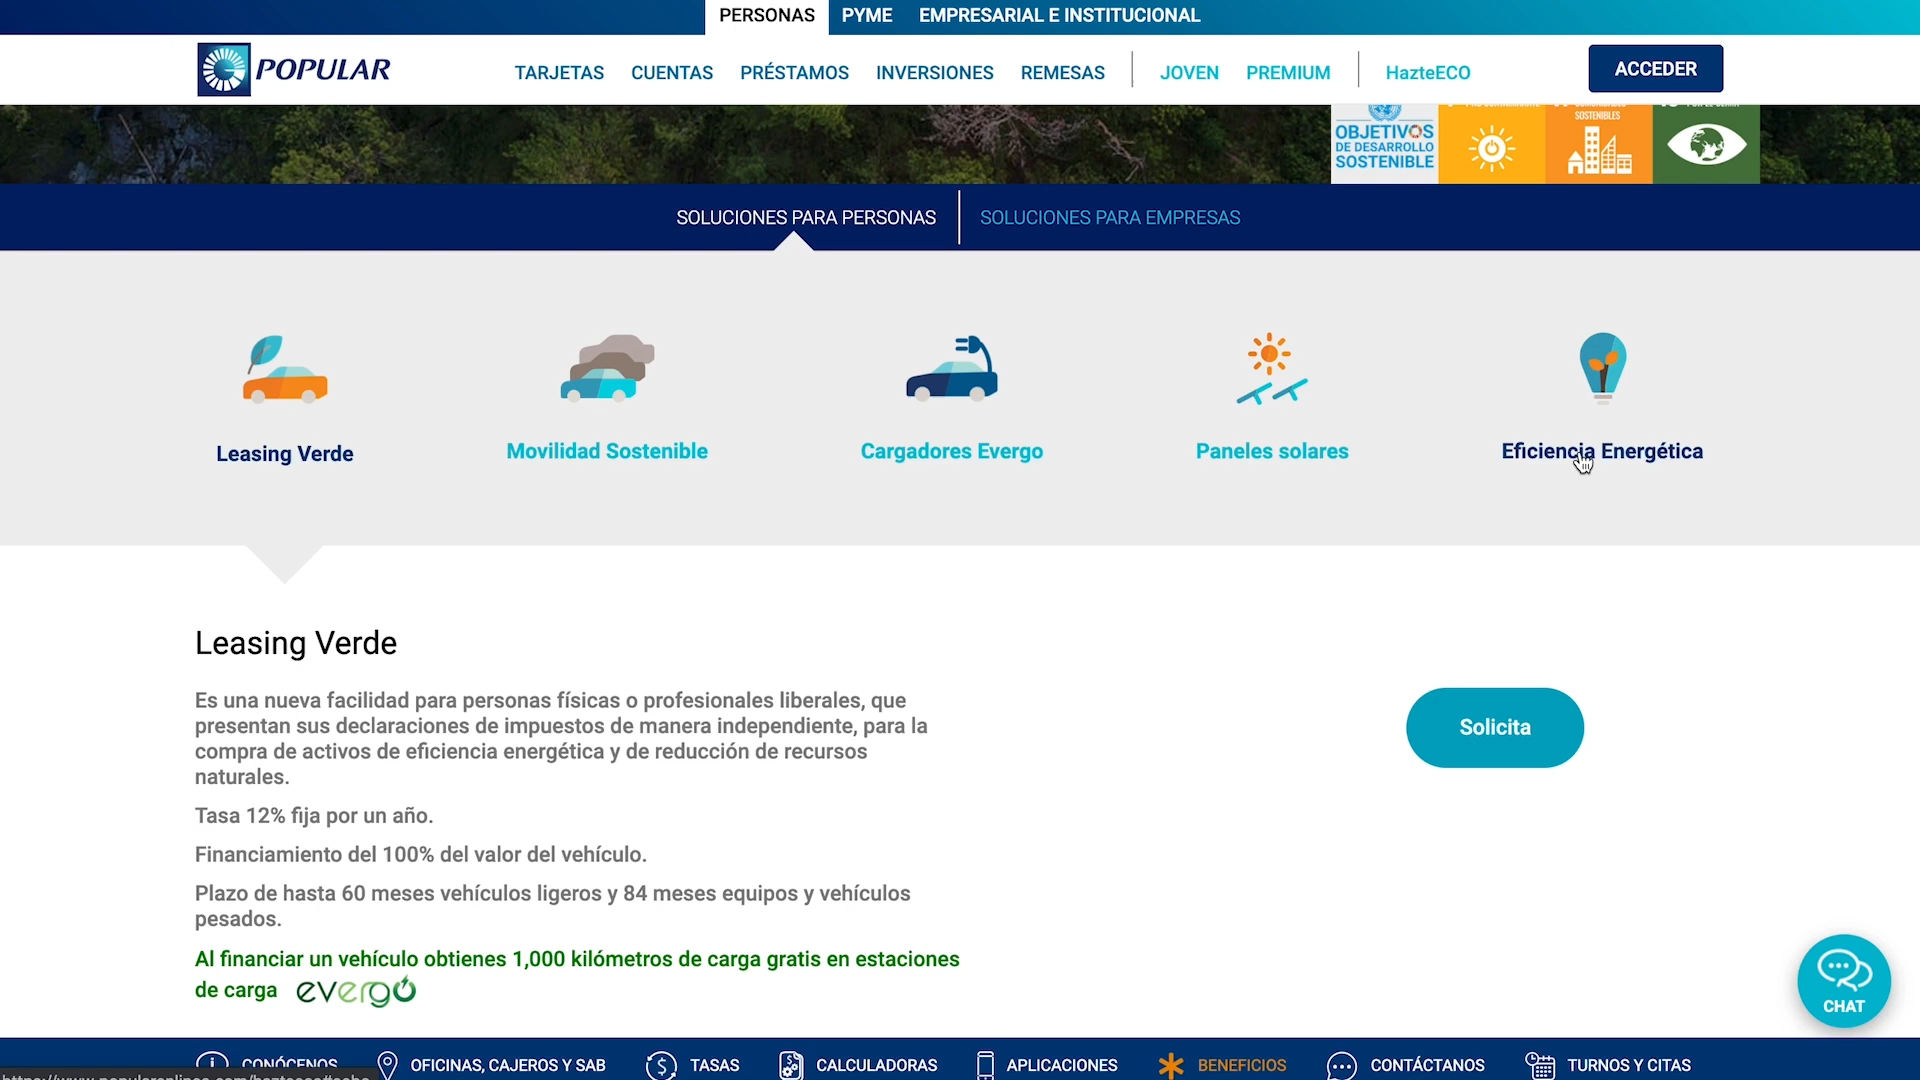 PERSONAS PYME EMPRESARIAL E INSTITUCIONAL
POPULAR
TARJETAS CUENTAS PRÉSTAMOS INVERSIONES REMESAS JOVEN PREMIUM HazteECO ACCEDER
SOSTENIBLES
OBJETIVOS
DE DESARROLLO
SOSTENIBLE
SOLUCIONES PARA PERSONAS SOLUCIONES PARA EMPRESAS
Leasing Verde Movilidad Sostenible Cargadores Evergo Paneles solares Eficiencia Energética
Leasing Verde
Es una nueva facilidad para personas físicas o profesionales liberales, que
presentan sus declaraciones de impuestos de manera independiente, para la
compra de activos de eficiencia energética y de reducción de recursos
naturales.
Solicita
Tasa 12% fija por un año.
Financiamiento del 100% del valor del vehículo.
Plazo de hasta 60 meses vehículos ligeros y 84 meses equipos y vehículos
pesados.
Al financiar un vehículo obtienes 1,000 kilómetros de carga gratis en estaciones
de carga evergo
CHAT
CONÓCENOS OFICINAS, CAJEROS Y SAB TASAS CALCULADORAS APLICACIONES BENEFICIOS CONTÁCTANOS TURNOS Y CITAS